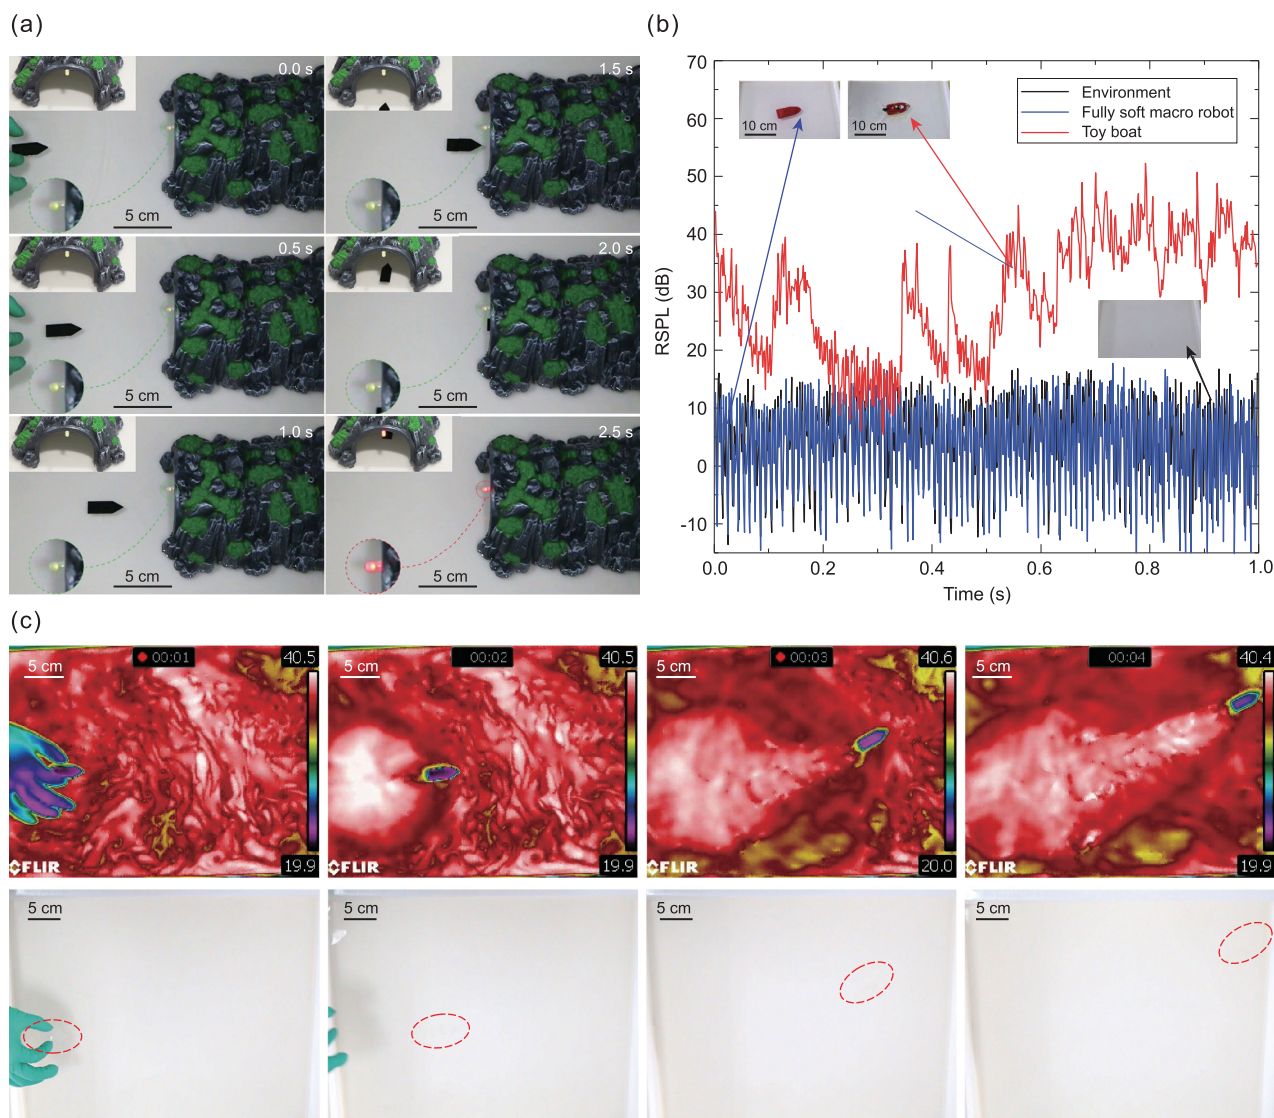 (a)
0.0 s
5 cm
1.5 s
5 cm
0.5 s
5 cm
2.0 s
5 cm
1.0 s
5 cm
2.5 s
5 cm
(b)
70
60
50
40
30
20
10
0
-10
RSPL (dB)
10 cm
10 cm
Environment
Fully soft macro robot
Toy boat
0.0
0.2
0.4
0.6
0.8
1.0
Time (s)
(c)
5 cm
00:01
40.5
FLIR
19.9
5 cm
00:02
40.5
FLIR
19.9
5 cm
00:03
40.6
FLIR
20.0
5 cm
00:04
40.4
FLIR
19.9
5 cm
5 cm
5 cm
5 cm